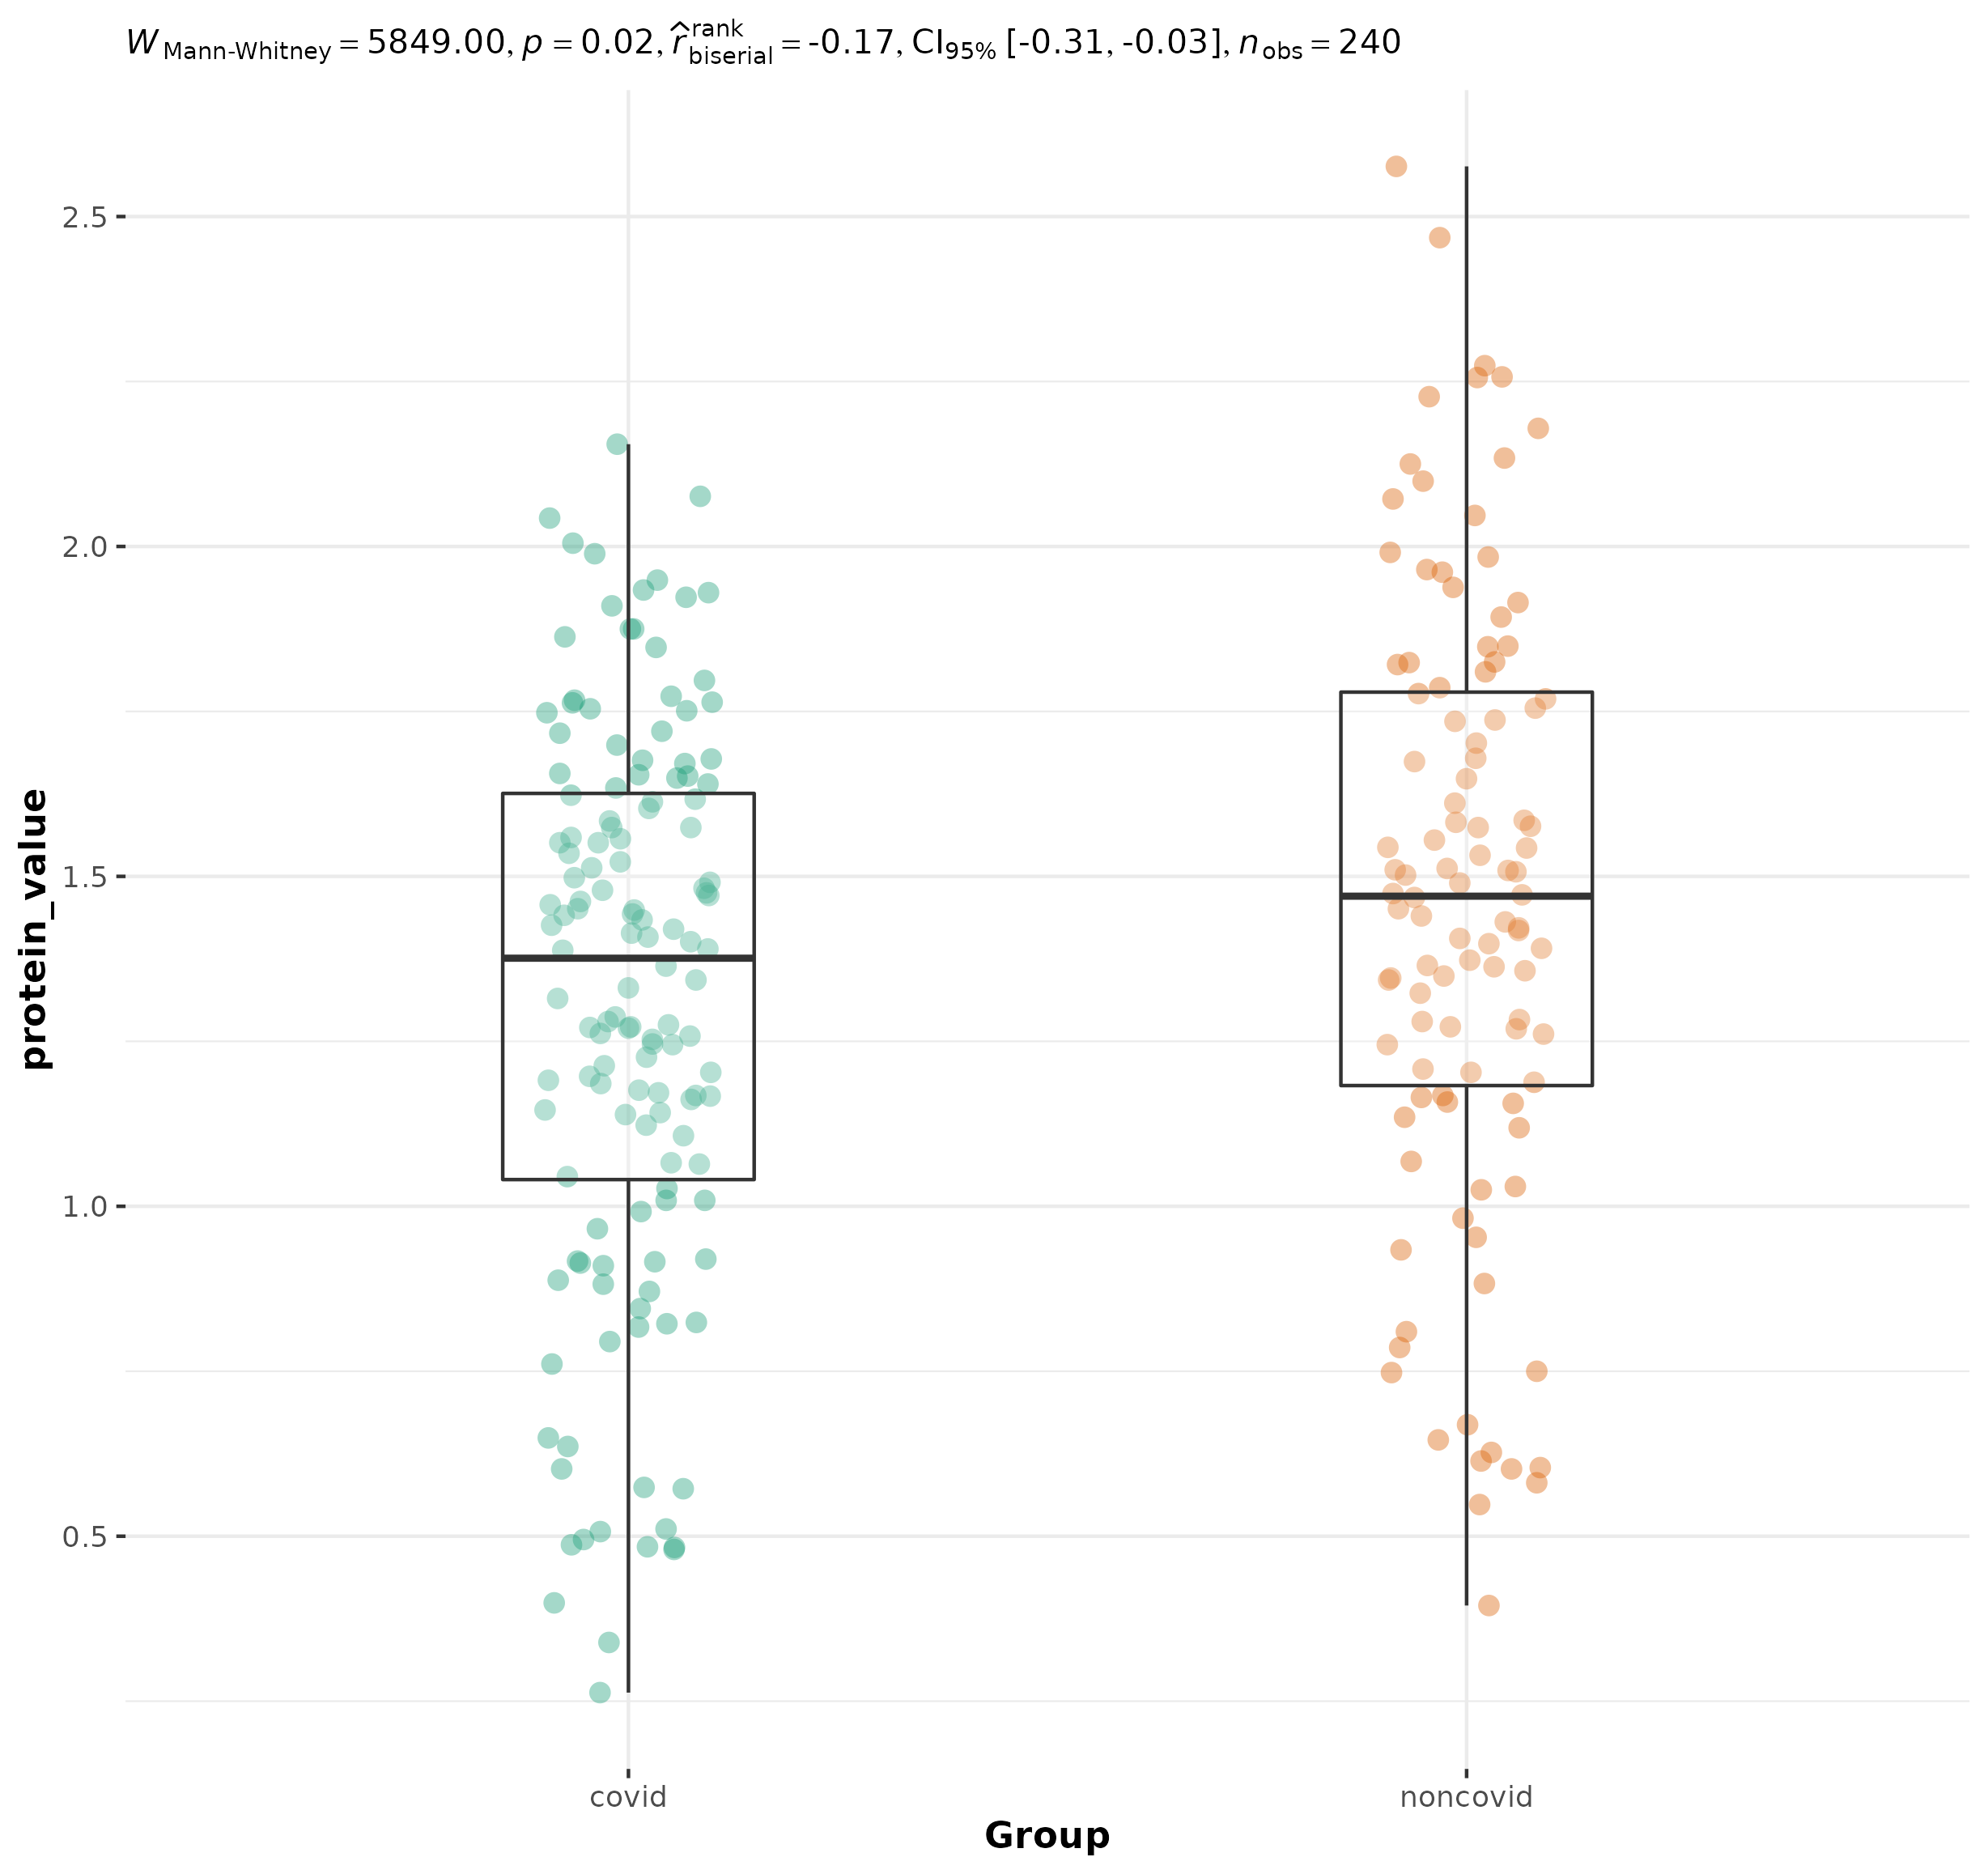 W Mann-Whitney = 5849.00, p = 0.02, r̂ rank biserial = -0.17, CI95% [-0.31, -0.03], nobs = 240
2.5
2.0
1.5
1.0
0.5
protein_value
covid noncovid
Group